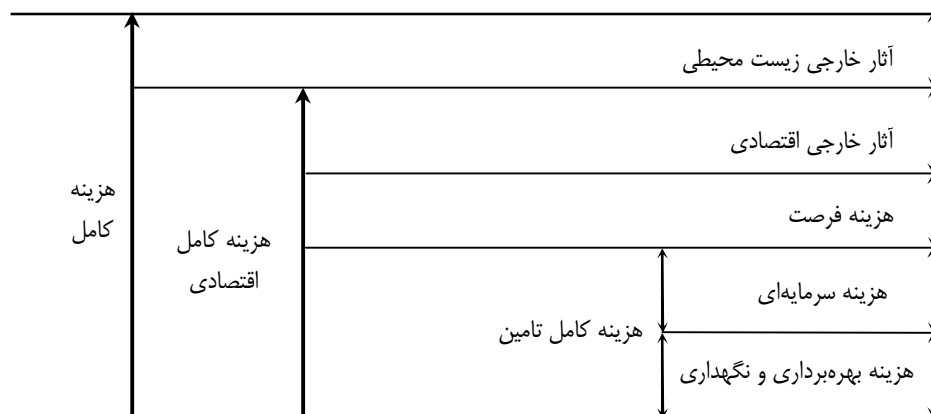 آثار خارجی زیست محیطی
آثار خارجی اقتصادی
هزینه
کامل
هزینه فرصت
هزینه کامل
اقتصادی
هزینه سرمایه‌ای
هزینه کامل تامین
هزینه بهره‌برداری و نگهداری